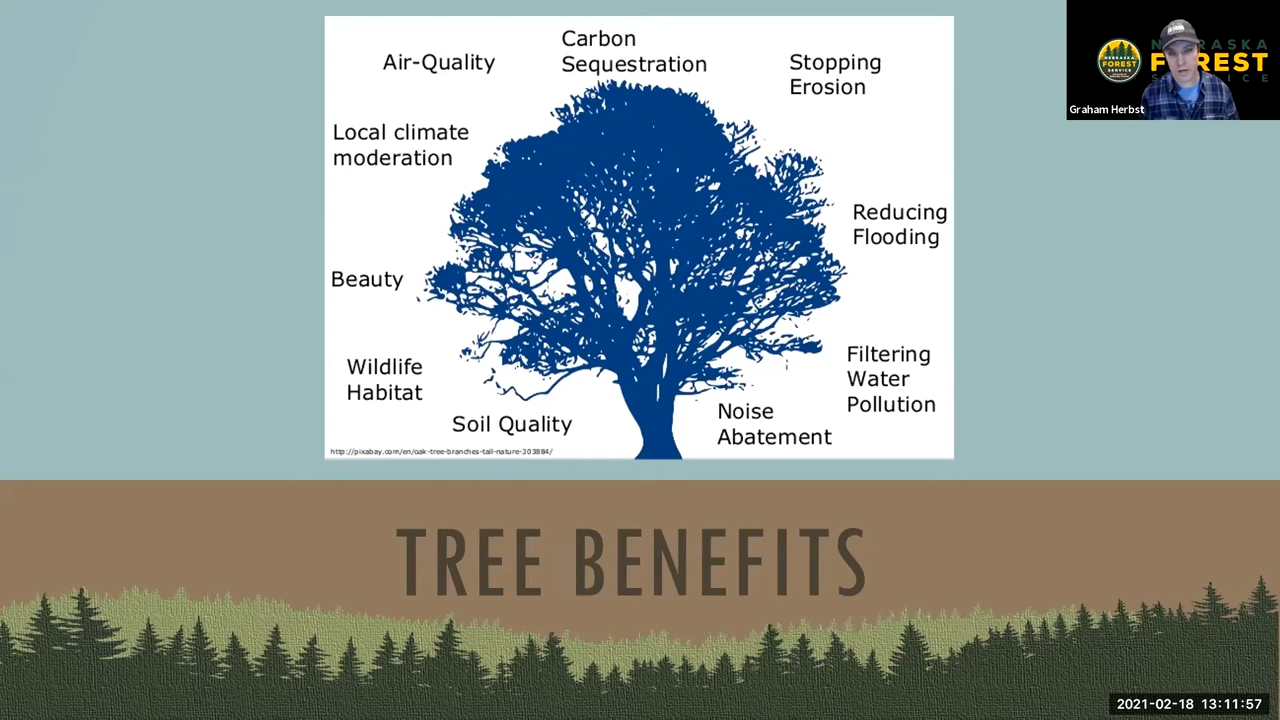 Carbon
Sequestration
Air-Quality
Stopping
Erosion
Local climate
moderation
Reducing
Flooding
Beauty
Filtering
Water
Pollution
Wildlife
Habitat
Noise
Abatement
Soil Quality
http://pixabay.com/en/oak-tree-branches-tall-nature-303884/
TREE BENEFITS
FOREST
Graham Herbst
2021-02-18 13:11:57